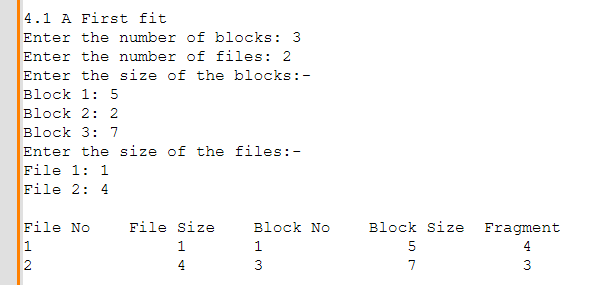 4.1 A First fit
Enter the number of blocks: 3
Enter the number of files: 2
Enter the size of the blocks:-
Block 1: 5
Block 2: 2
Block 3: 7
Enter the size of the files:-
File 1: 1
File 2: 4
File No File Size Block No Block Size Fragment
1 1 1 5 4
2 4 3 7 3